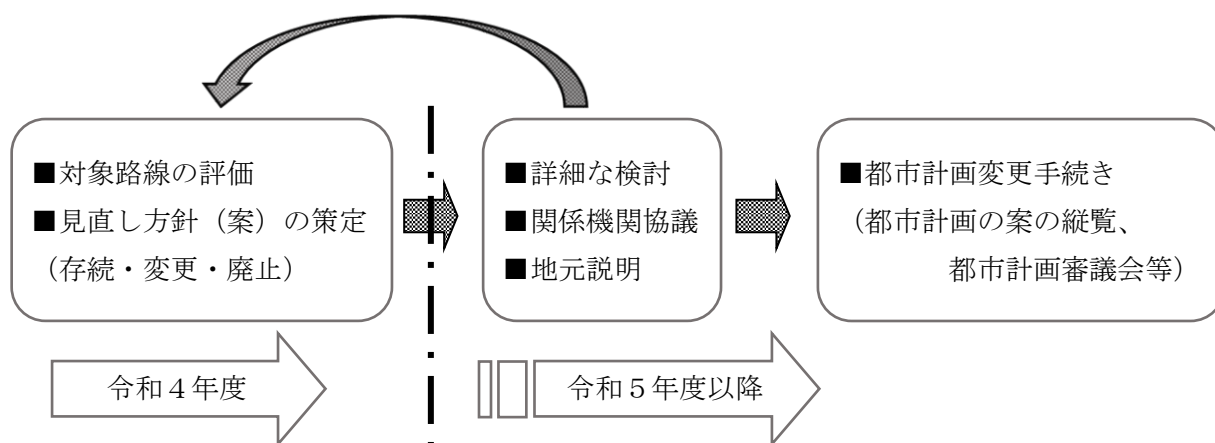 ■対象路線の評価
■見直し方針（案）の策定
（存続・変更・廃止）
■詳細な検討
■関係機関協議
■地元説明
■都市計画変更手続き
（都市計画の案の縦覧、
都市計画審議会等）
令和４年度
令和５年度以降